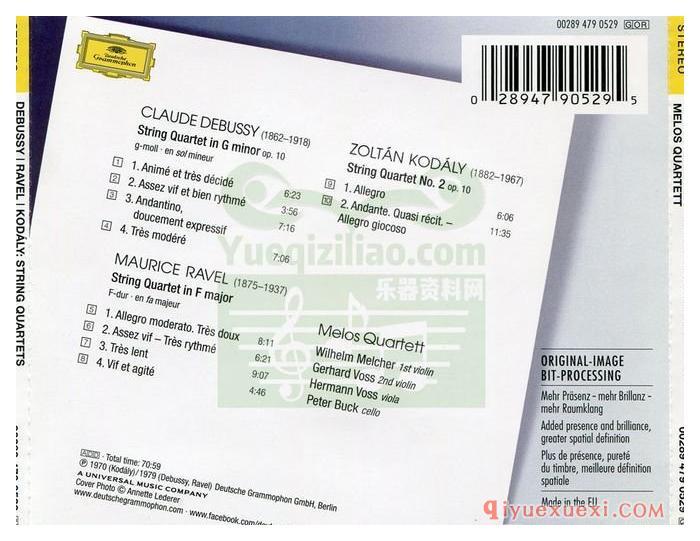 00289 479 0529 GOR
STEREO
Deutsche
Grammophon
0 28947 90529 5
CLAUDE DEBUSSY (1862–1918)
String Quartet in G minor op. 10
g-moll · en sol mineur
1 1. Animé et très décidé 6:23
2 2. Assez vif et bien rythmé 3:56
3 3. Andantino,
doucement expressif 7:16
4 4. Très modéré 7:06
MAURICE RAVEL (1875–1937)
String Quartet in F major
F-dur · en fa majeur
5 1. Allegro moderato. Très doux 8:11
6 2. Assez vif – Très rythmé 6:21
7 3. Très lent 9:07
8 4. Vif et agité 4:46
ZOLTÁN KODÁLY (1882–1967)
String Quartet No. 2 op. 10
9 1. Allegro 6:06
10 2. Andante. Quasi récit. –
Allegro giocoso 11:35
Melos Quartett
Wilhelm Melcher 1st violin
Gerhard Voss 2nd violin
Hermann Voss viola
Peter Buck cello
Yueqiziliao.com
乐器资料网
ADD · Total time: 70:59
℗ 1970 (Kodály)/1979 (Debussy, Ravel) Deutsche Grammophon GmbH, Berlin
A UNIVERSAL MUSIC COMPANY
Cover Photo © Annette Lederer
www.deutschegrammophon.com
www.facebook.com/de
ORIGINAL-IMAGE
BIT-PROCESSING
Mehr Präsenz – mehr Brillanz –
mehr Raumklang
Added presence and brilliance,
greater spatial definition
Plus de présence, pureté
du timbre, meilleure définition
spatiale
Made in the EU
DEBUSSY | RAVEL | KODÁLY: STRING QUARTETS
MELOS QUARTETT
00289 479 0529
Qiyuexuexi.com